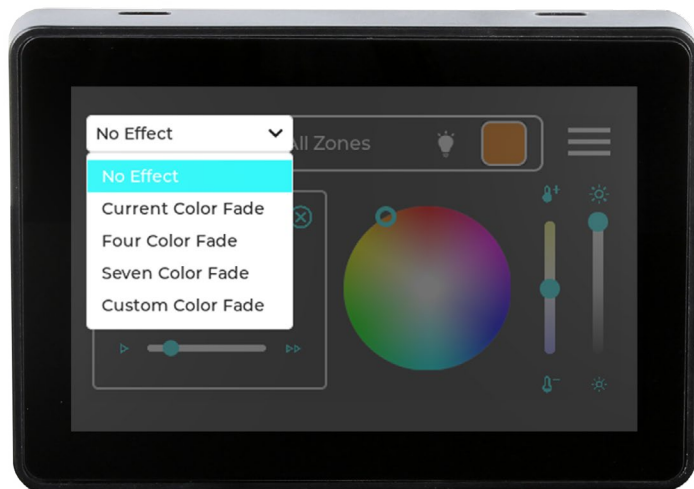 No Effect
All Zones
No Effect
Current Color Fade
Four Color Fade
Seven Color Fade
Custom Color Fade